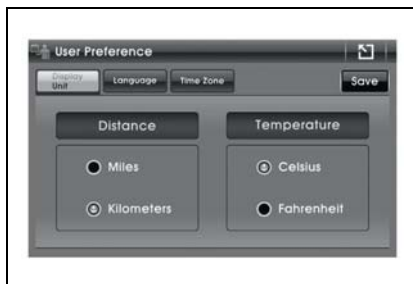 User Preference
Display Unit
Language
Time Zone
Save
Distance
Temperature
Miles
Celsius
Kilometers
Fahrenheit